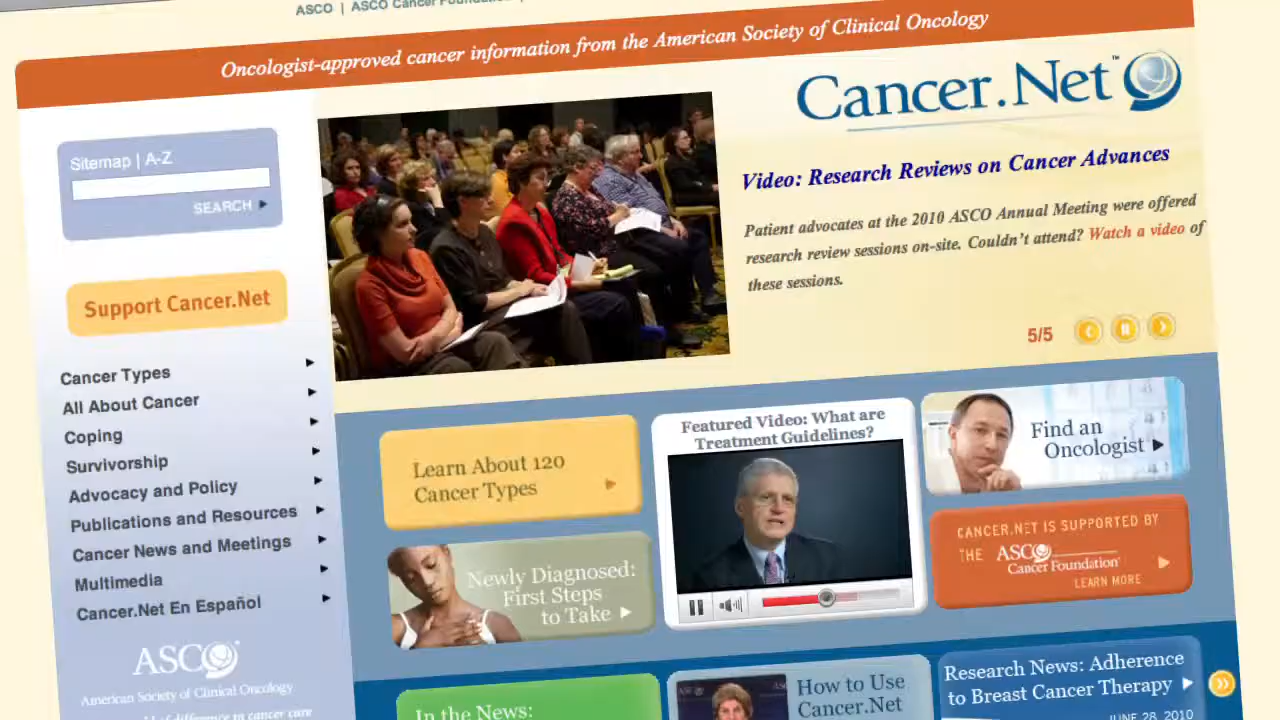 ASCO | ASCO Cancer
Oncologist-approved cancer information from the American Society of Clinical Oncology
Cancer.Net™
Sitemap | A-Z
SEARCH
Support Cancer.Net
Cancer Types
All About Cancer
Coping
Survivorship
Advocacy and Policy
Publications and Resources
Cancer News and Meetings
Multimedia
Cancer.Net En Español
ASCO
American Society of Clinical Oncology
of difference in cancer care
Video: Research Reviews on Cancer Advances
Patient advocates at the 2010 ASCO Annual Meeting were offered
research review sessions on-site. Couldn't attend? Watch a video of
these sessions.
5/5
Learn About 120
Cancer Types
Newly Diagnosed:
First Steps
to Take
Featured Video: What are
Treatment Guidelines?
Find an
Oncologist
CANCER.NET IS SUPPORTED BY
THE ASCO
Cancer Foundation
LEARN MORE
In the News:
How to Use
Cancer.Net
Research News: Adherence
to Breast Cancer Therapy
JUNE 28, 2010